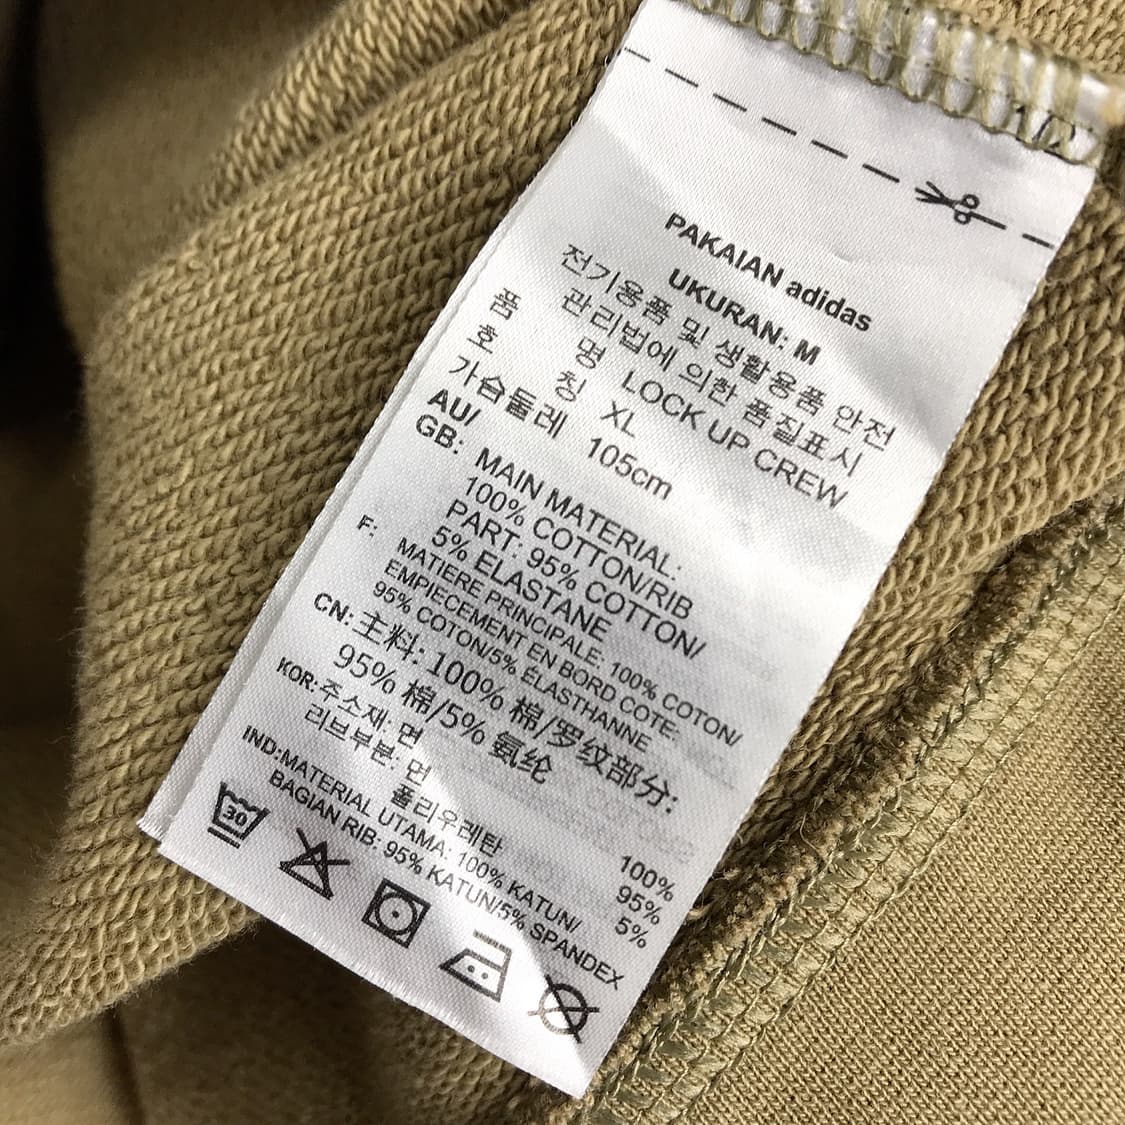 1/2
PAKAIAN adidas
UKURAN: M
전기용품 및 생활용품 안전
관리법에 의한 품질표시
품 명 LOCK UP CREW
호 칭 XL
가슴둘레 105cm
AU/
GB: MAIN MATERIAL:
100% COTTON/RIB
PART: 95% COTTON/
5% ELASTANE
F: MATIERE PRINCIPALE: 100% COTON/
EMPIECEMENT EN BORD COTE:
95% COTON/5% ÉLASTHANNE
CN: 主料: 100% 棉/罗纹部分:
95% 棉/5% 氨纶
KOR: 주소재: 면 100%
리브부분: 면 95%
폴리우레탄 5%
IND:MATERIAL UTAMA: 100% KATUN/
BAGIAN RIB: 95% KATUN/5% SPANDEX
30